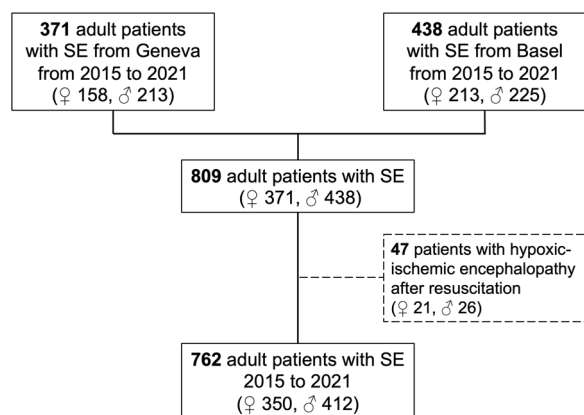 371 adult patients
with SE from Geneva
from 2015 to 2021
(♀ 158, ♂ 213)
438 adult patients
with SE from Basel
from 2015 to 2021
(♀ 213, ♂ 225)
809 adult patients with SE
(♀ 371, ♂ 438)
47 patients with hypoxic-
ischemic encephalopathy
after resuscitation
(♀ 21, ♂ 26)
762 adult patients with SE
2015 to 2021
(♀ 350, ♂ 412)